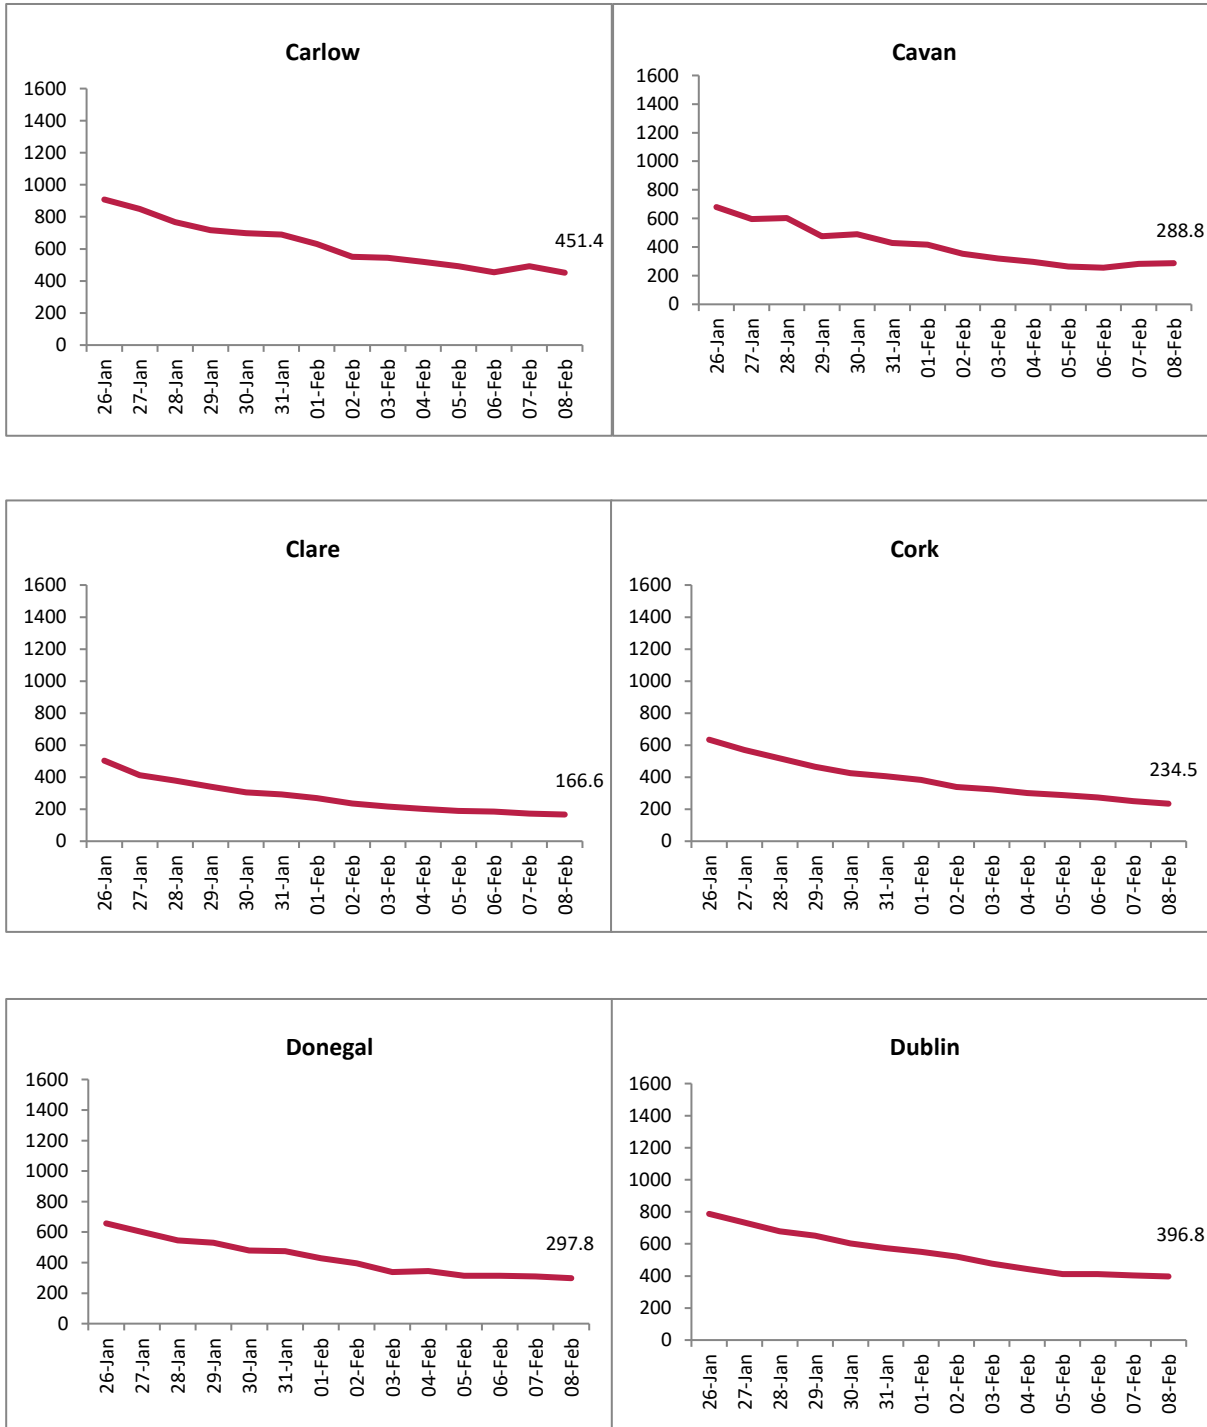 Carlow
1600
1400
1200
1000
800
600
400
200
0
451.4
26-Jan
27-Jan
28-Jan
29-Jan
30-Jan
31-Jan
01-Feb
02-Feb
03-Feb
04-Feb
05-Feb
06-Feb
07-Feb
08-Feb
Cavan
1600
1400
1200
1000
800
600
400
200
0
288.8
26-Jan
27-Jan
28-Jan
29-Jan
30-Jan
31-Jan
01-Feb
02-Feb
03-Feb
04-Feb
05-Feb
06-Feb
07-Feb
08-Feb
Clare
1600
1400
1200
1000
800
600
400
200
0
166.6
26-Jan
27-Jan
28-Jan
29-Jan
30-Jan
31-Jan
01-Feb
02-Feb
03-Feb
04-Feb
05-Feb
06-Feb
07-Feb
08-Feb
Cork
1600
1400
1200
1000
800
600
400
200
0
234.5
26-Jan
27-Jan
28-Jan
29-Jan
30-Jan
31-Jan
01-Feb
02-Feb
03-Feb
04-Feb
05-Feb
06-Feb
07-Feb
08-Feb
Donegal
1600
1400
1200
1000
800
600
400
200
0
297.8
26-Jan
27-Jan
28-Jan
29-Jan
30-Jan
31-Jan
01-Feb
02-Feb
03-Feb
04-Feb
05-Feb
06-Feb
07-Feb
08-Feb
Dublin
1600
1400
1200
1000
800
600
400
200
0
396.8
26-Jan
27-Jan
28-Jan
29-Jan
30-Jan
31-Jan
01-Feb
02-Feb
03-Feb
04-Feb
05-Feb
06-Feb
07-Feb
08-Feb